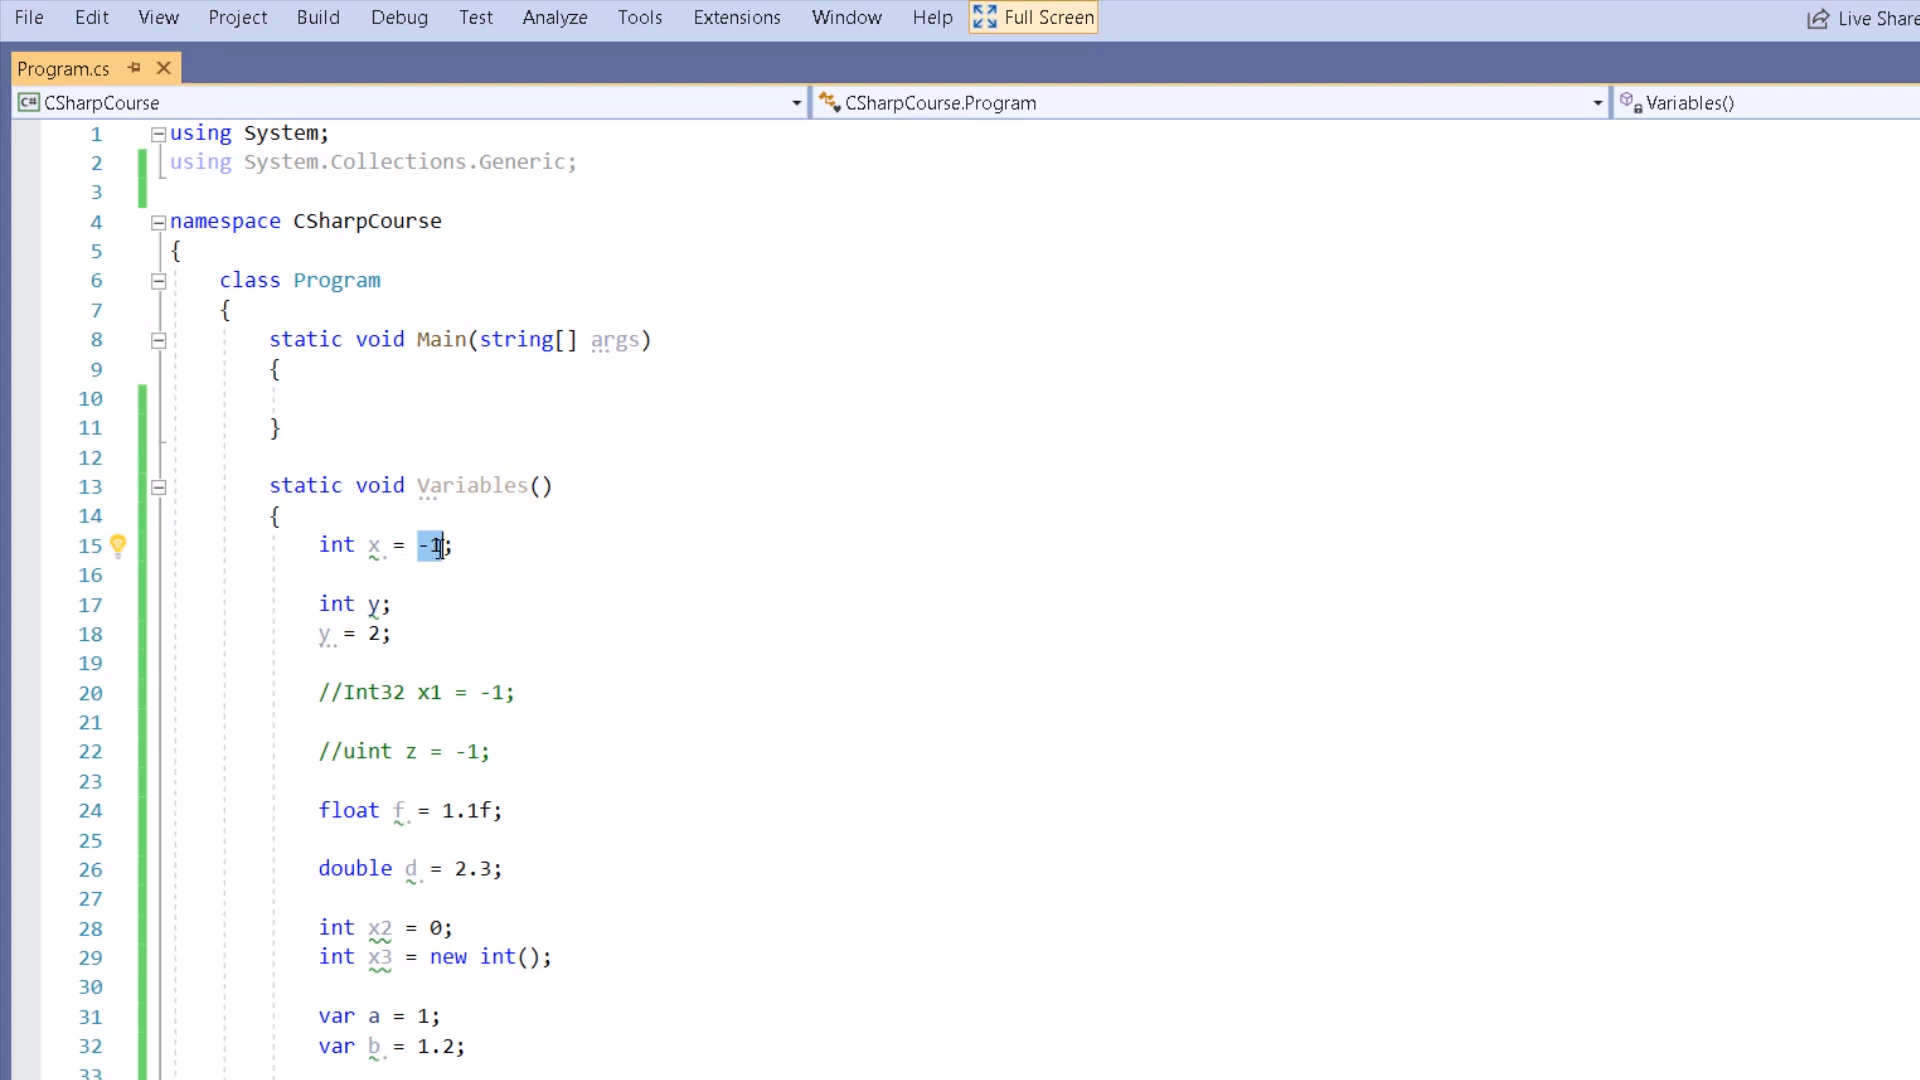 File Edit View Project Build Debug Test Analyze Tools Extensions Window Help Full Screen Live Share
Program.cs
C# CSharpCourse CSharpCourse.Program Variables()
1 using System;
2 using System.Collections.Generic;
3
4 namespace CSharpCourse
5 {
6 class Program
7 {
8 static void Main(string[] args)
9 {
10
11 }
12
13 static void Variables()
14 {
15 int x = -1;
16
17 int y;
18 y = 2;
19
20 //Int32 x1 = -1;
21
22 //uint z = -1;
23
24 float f = 1.1f;
25
26 double d = 2.3;
27
28 int x2 = 0;
29 int x3 = new int();
30
31 var a = 1;
32 var b = 1.2;
33